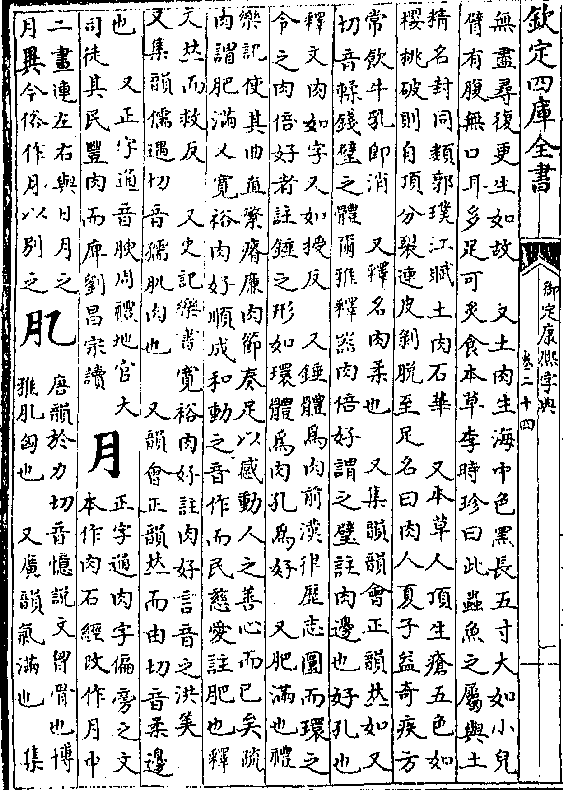 欽定四庫全書
御定康熙字典
卷二十四
二
無盡尋復更生如故　又土肉生海中色黑長五寸大如小兒
臂有腹無口耳多足可炙食本草李時珍曰此蟲魚之屬與土
精名封同類郭璞江賦土肉石華　又本草人頂生瘡五色如
櫻挑破則自頂分裂連皮剝脫至足名曰肉人夏子益奇疾方
常飲牛乳即消　又釋名肉柔也　又集韻韻會正韻𠀤如又
切音輮錢璧之體爾雅釋器肉倍好謂之璧註肉邊也好孔也
釋文肉如字又如授反　又錘體爲肉前漢律歷志圜而環之
令之肉倍好者註錘之形如環體爲肉孔爲好　又肥滿也禮
樂記使其曲直繁瘠廉肉節奏足以感動人之善心而已矣疏
肉謂肥滿又寬裕肉好順成和動之音作而民慈愛註肥也釋
文𠀤而救反　又史記樂書寬裕肉好註肉好言音之洪美
又集韻儒遇切音孺肌肉也　又韻會正韻𠀤而由切音柔邊
也　又正字通音腴周禮地官大
司徒其民豐肉而庳劉昌宗讀
月
正字通肉字偏旁之文
本作肉石經改作月中
二畫連左右與日月之
月異今俗作月以別之
肊
唐韻於力切音憶說文胷骨也博
雅肊匈也　又廣韻氣滿也　集